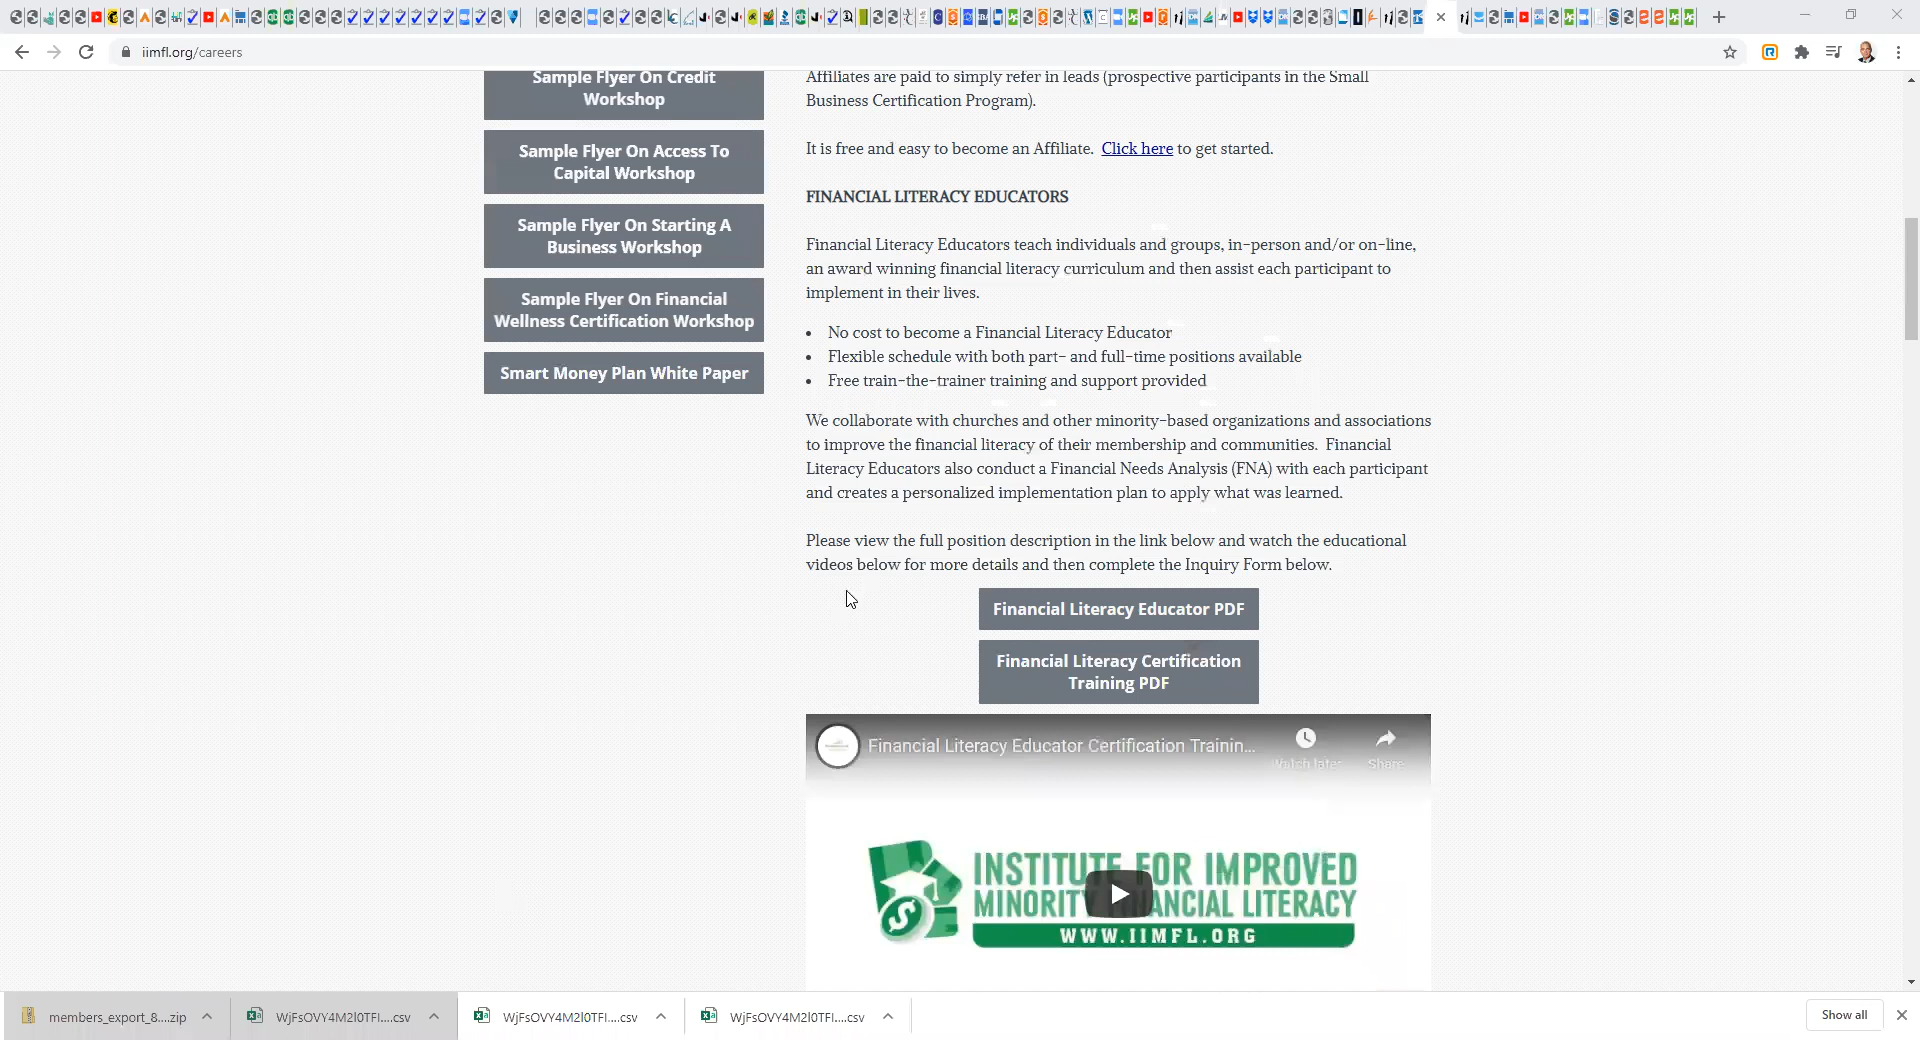 iimfl.org/careers
Sample Flyer On Credit
Workshop
Sample Flyer On Access To
Capital Workshop
Sample Flyer On Starting A
Business Workshop
Sample Flyer On Financial
Wellness Certification Workshop
Smart Money Plan White Paper
Affiliates are paid to simply refer in leads (prospective participants in the Small
Business Certification Program).
It is free and easy to become an Affiliate.  Click here to get started.
FINANCIAL LITERACY EDUCATORS
Financial Literacy Educators teach individuals and groups, in-person and/or on-line,
an award winning financial literacy curriculum and then assist each participant to
implement in their lives.
• No cost to become a Financial Literacy Educator
• Flexible schedule with both part- and full-time positions available
• Free train-the-trainer training and support provided
We collaborate with churches and other minority-based organizations and associations
to improve the financial literacy of their membership and communities.  Financial
Literacy Educators also conduct a Financial Needs Analysis (FNA) with each participant
and creates a personalized implementation plan to apply what was learned.
Please view the full position description in the link below and watch the educational
videos below for more details and then complete the Inquiry Form below.
Financial Literacy Educator PDF
Financial Literacy Certification
Training PDF
Financial Literacy Educator Certification Trainin...
Watch later
Share
INSTITUTE FOR IMPROVED
MINORITY FINANCIAL LITERACY
WWW.IIMFL.ORG
members_export_8....zip
WjFsOVY4M2l0TFI....csv
WjFsOVY4M2l0TFI....csv
WjFsOVY4M2l0TFI....csv
Show all